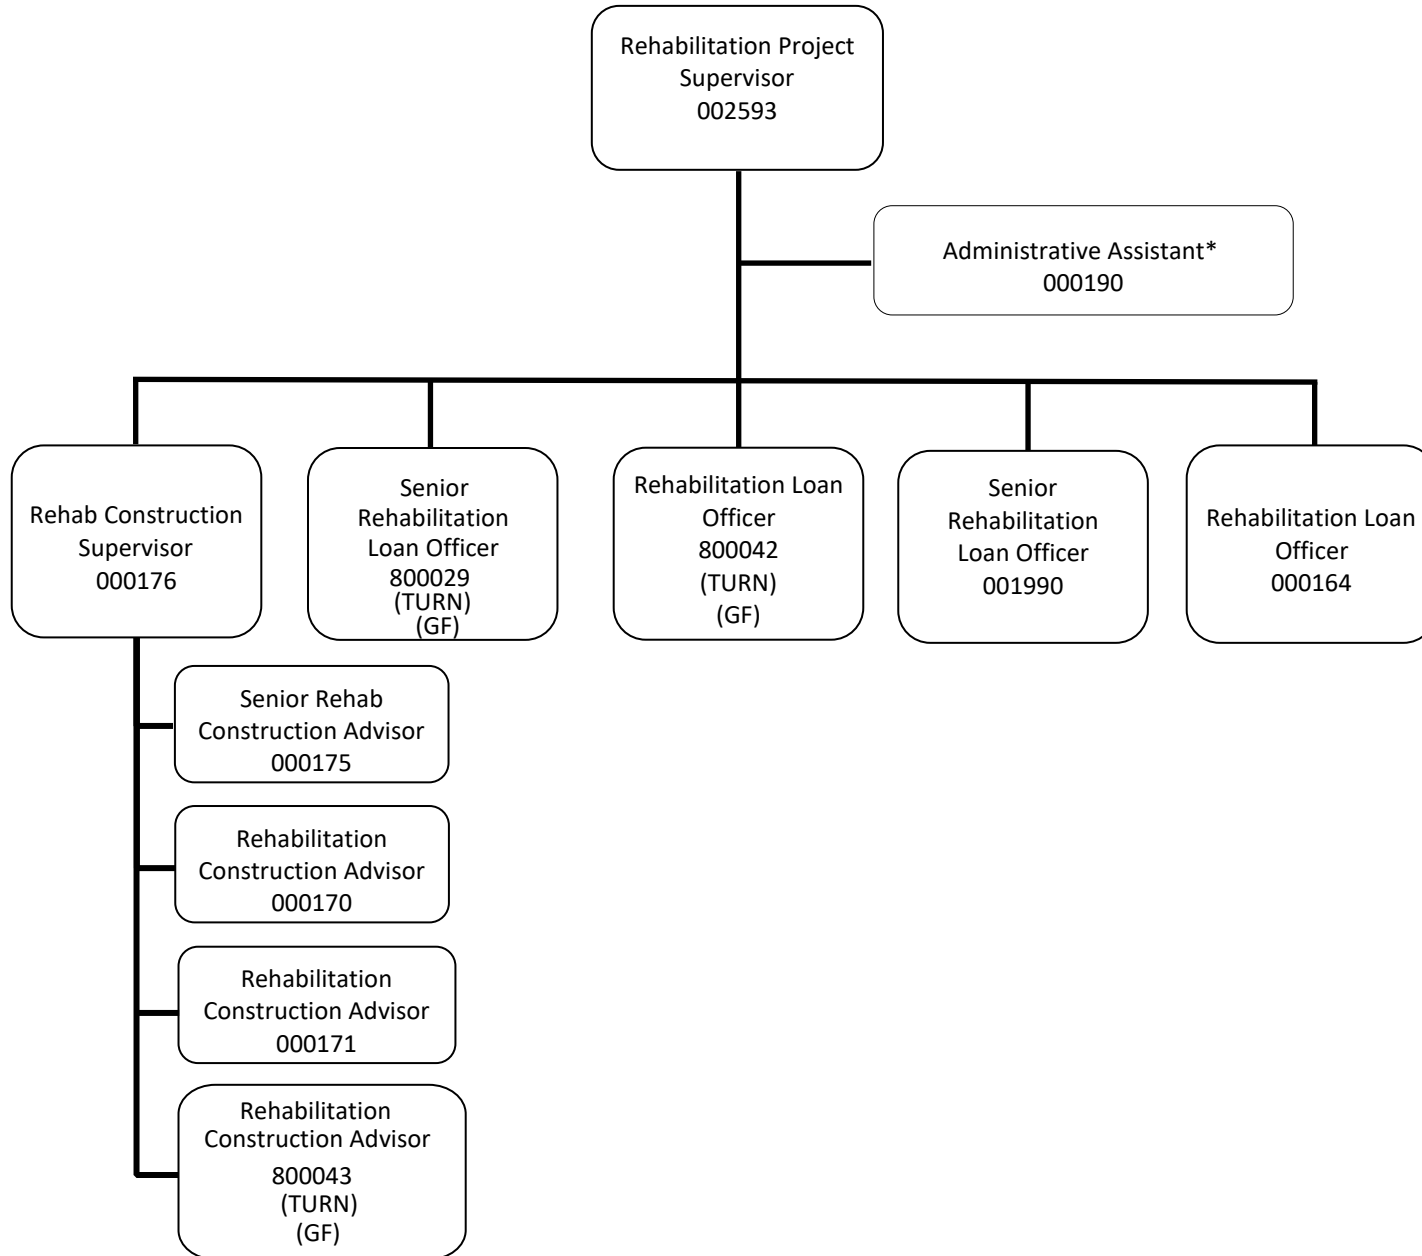 Rehabilitation Project
Supervisor
002593
Administrative Assistant*
000190
Rehab Construction
Supervisor
000176
Senior
Rehabilitation
Loan Officer
800029
(TURN)
(GF)
Rehabilitation Loan
Officer
800042
(TURN)
(GF)
Senior
Rehabilitation
Loan Officer
001990
Rehabilitation Loan
Officer
000164
Senior Rehab
Construction Advisor
000175
Rehabilitation
Construction Advisor
000170
Rehabilitation
Construction Advisor
000171
Rehabilitation
Construction Advisor
800043
(TURN)
(GF)